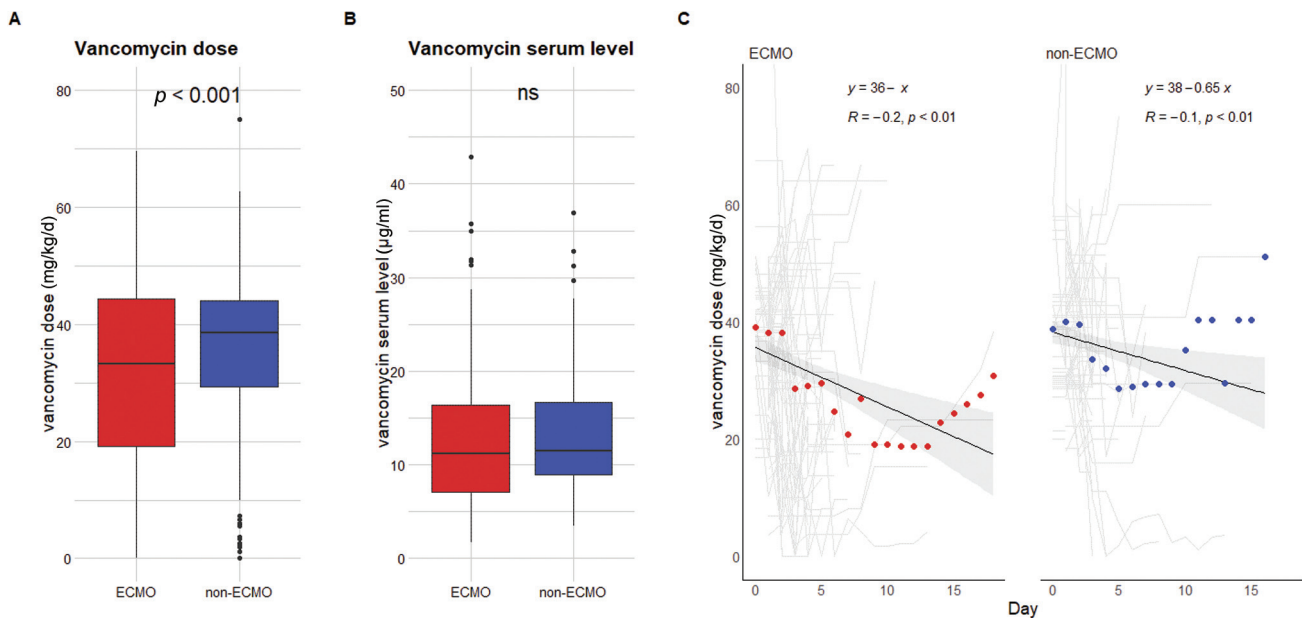 A
Vancomycin dose
p < 0.001
vancomycin dose (mg/kg/d)
80
60
40
20
0
ECMO
non-ECMO
B
Vancomycin serum level
ns
vancomycin serum level (µg/ml)
50
40
30
20
10
0
ECMO
non-ECMO
C
ECMO
y = 36 − x
R = −0.2, p < 0.01
non-ECMO
y = 38 − 0.65 x
R = −0.1, p < 0.01
vancomycin dose (mg/kg/d)
80
60
40
20
0
0
5
10
15
0
5
10
15
Day